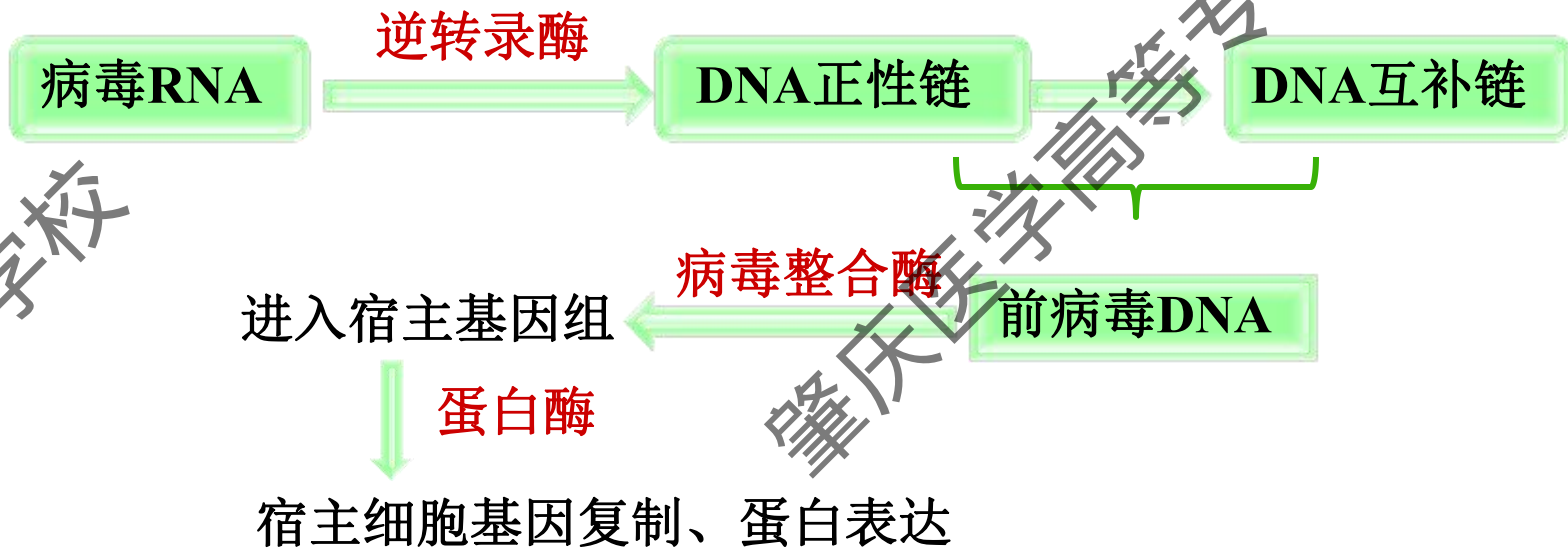 逆转录酶
病毒RNA
DNA正性链
DNA互补链
病毒整合酶
进入宿主基因组
前病毒DNA
蛋白酶
宿主细胞基因复制、蛋白表达
肇庆医学高等专
学校